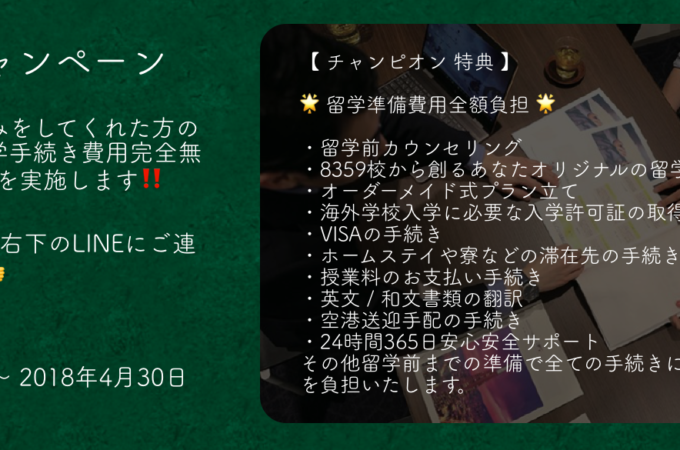 ャンペーン
みをしてくれた方の
学手続き費用完全無
を実施します‼️
右下のLINEにご連
〜 2018年4月30日
【 チャンピオン 特典 】
🌟 留学準備費用全額負担 🌟
・留学前カウンセリング
・8359校から創るあなたオリジナルの留学
・オーダーメイド式プラン立て
・海外学校入学に必要な入学許可証の取得
・VISAの手続き
・ホームステイや寮などの滞在先の手続き
・授業料のお支払い手続き
・英文 / 和文書類の翻訳
・空港送迎手配の手続き
・24時間365日安心安全サポート
その他留学前までの準備で全ての手続きに
を負担いたします。